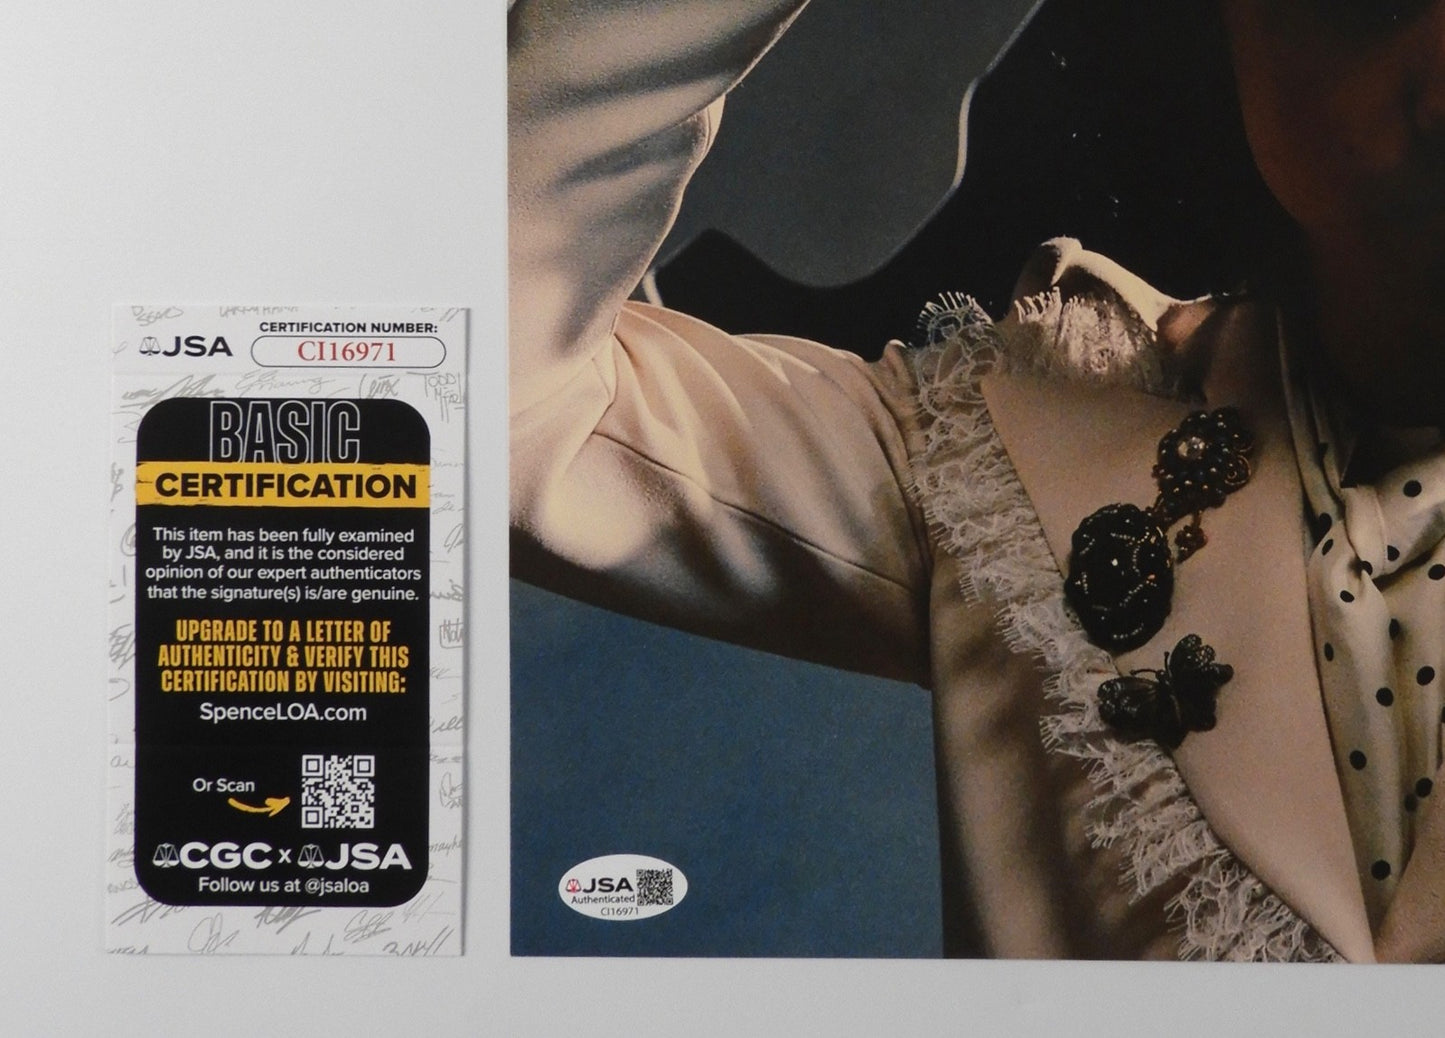 CERTIFICATION NUMBER:
JSA
CI16971
BASIC
CERTIFICATION
This item has been fully examined
by JSA, and it is the considered
opinion of our expert authenticators
that the signature(s) is/are genuine.
UPGRADE TO A LETTER OF
AUTHENTICITY & VERIFY THIS
CERTIFICATION BY VISITING:
SpenceLOA.com
Or Scan
CGC x JSA
Follow us at @jsaloa
JSA
Authenticated
CI16971